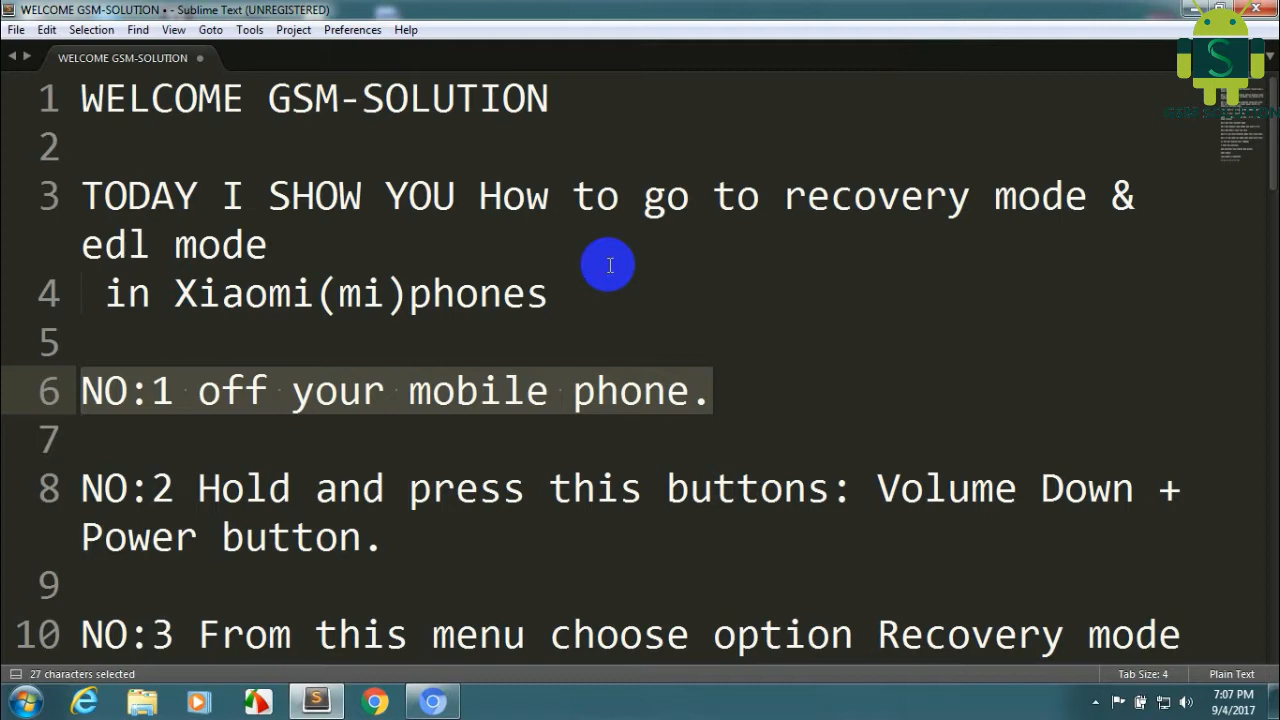 WELCOME GSM-SOLUTION • - Sublime Text (UNREGISTERED)
File Edit Selection Find View Goto Tools Project Preferences Help
WELCOME GSM-SOLUTION
S
GSM SOLUTION
1 WELCOME GSM-SOLUTION
2
3 TODAY I SHOW YOU How to go to recovery mode &
edl mode
4 in Xiaomi(mi)phones
5
6 NO:1 off your mobile phone.
7
8 NO:2 Hold and press this buttons: Volume Down +
Power button.
9
10 NO:3 From this menu choose option Recovery mode
27 characters selected Tab Size: 4 Plain Text
7:07 PM
9/4/2017